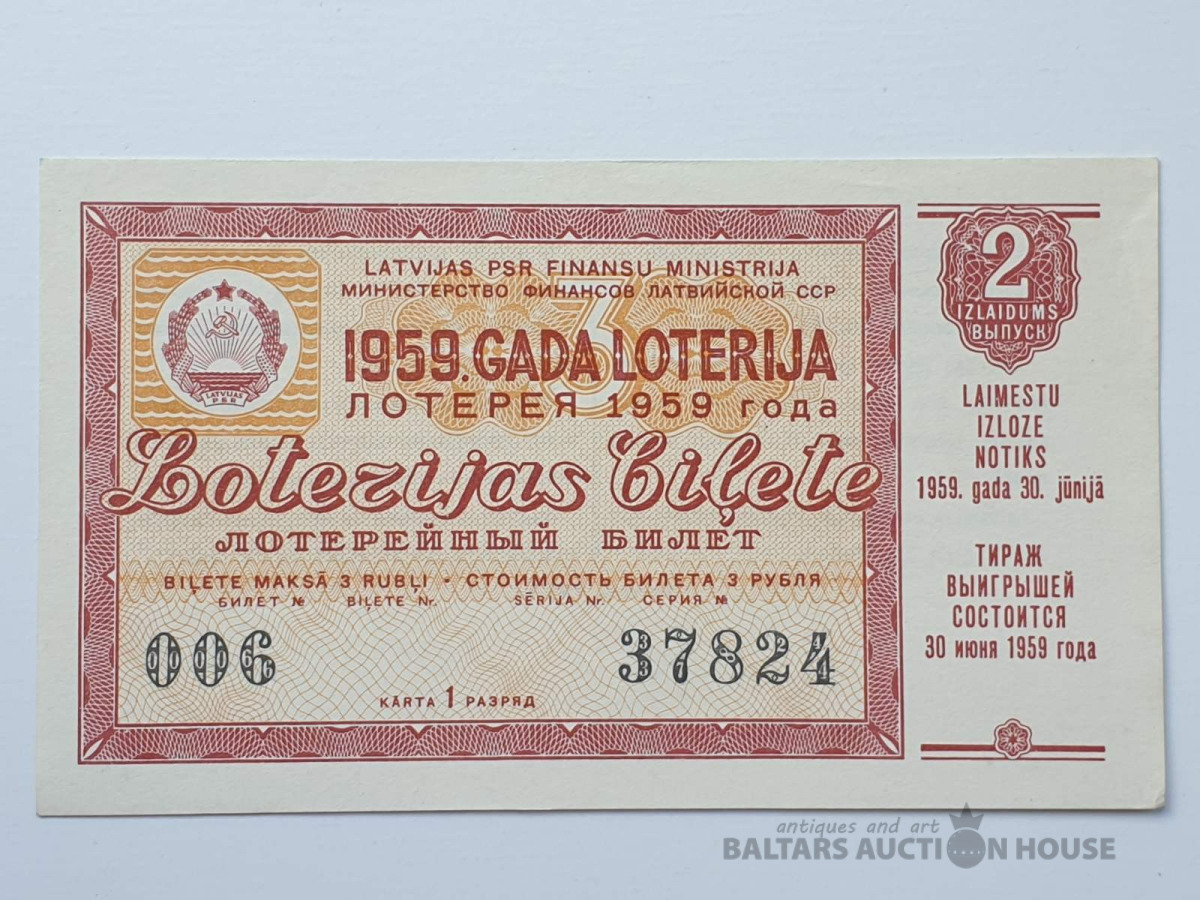 LATVIJAS PSR FINANSU MINISTRIJA
МИНИСТЕРСТВО ФИНАНСОВ ЛАТВИЙСКОЙ ССР
3
1959. GADA LOTERIJA
ЛОТЕРЕЯ 1959 года
LATVIJAS
PSR
Loterijas biļete
ЛОТЕРЕЙНЫЙ БИЛЕТ
BIĻETE MAKSĀ 3 RUBĻI • СТОИМОСТЬ БИЛЕТА 3 РУБЛЯ
БИЛЕТ № BIĻETE Nr. SĒRIJA Nr. СЕРИЯ №
006 37824
KĀRTA 1 РАЗРЯД
2
IZLAIDUMS
ВЫПУСК
LAIMESTU
IZLOZE
NOTIKS
1959. gada 30. jūnijā
ТИРАЖ
ВЫИГРЫШЕЙ
СОСТОИТСЯ
30 июня 1959 года
antiques and art
BALTARS AUCTION HOUSE